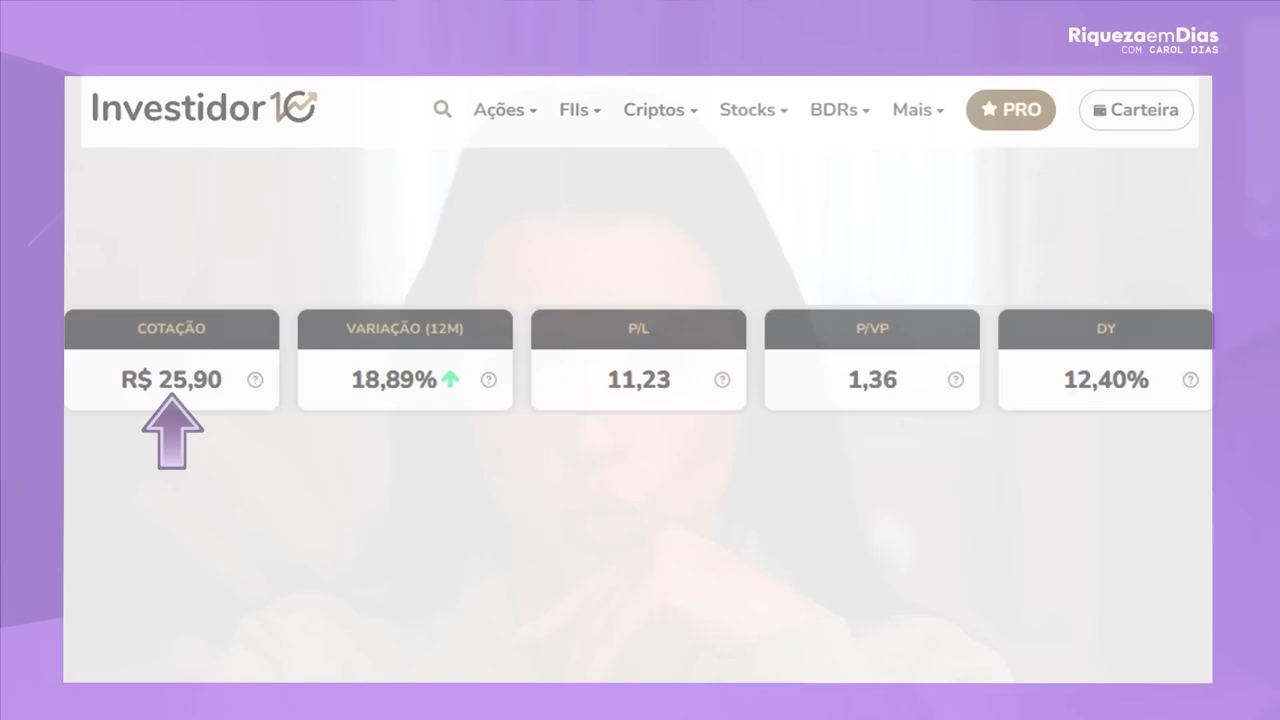 RiquezaemDias
COM CAROL DIAS
Investidor10
Ações FIIs Criptos Stocks BDRs Mais PRO Carteira
COTAÇÃO VARIAÇÃO (12M) P/L P/VP DY
R$ 25,90 18,89% 11,23 1,36 12,40%